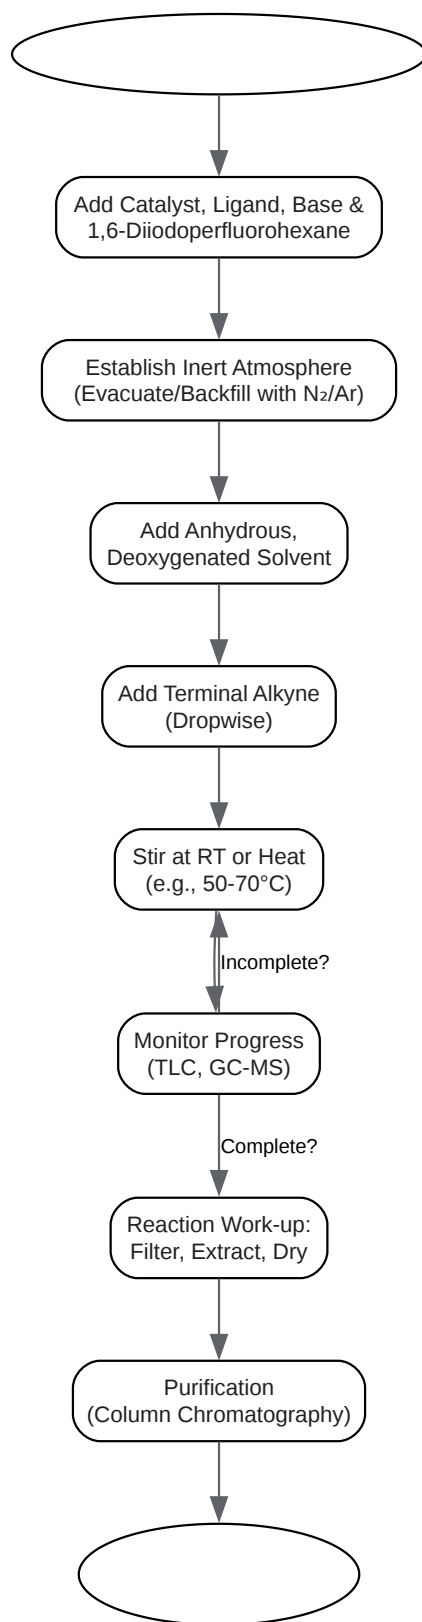 Add Catalyst, Ligand, Base &
1,6-Diiodoperfluorohexane
Establish Inert Atmosphere
(Evacuate/Backfill with N₂/Ar)
Add Anhydrous,
Deoxygenated Solvent
Add Terminal Alkyne
(Dropwise)
Stir at RT or Heat
(e.g., 50-70°C)
Incomplete?
Monitor Progress
(TLC, GC-MS)
Complete?
Reaction Work-up:
Filter, Extract, Dry
Purification
(Column Chromatography)